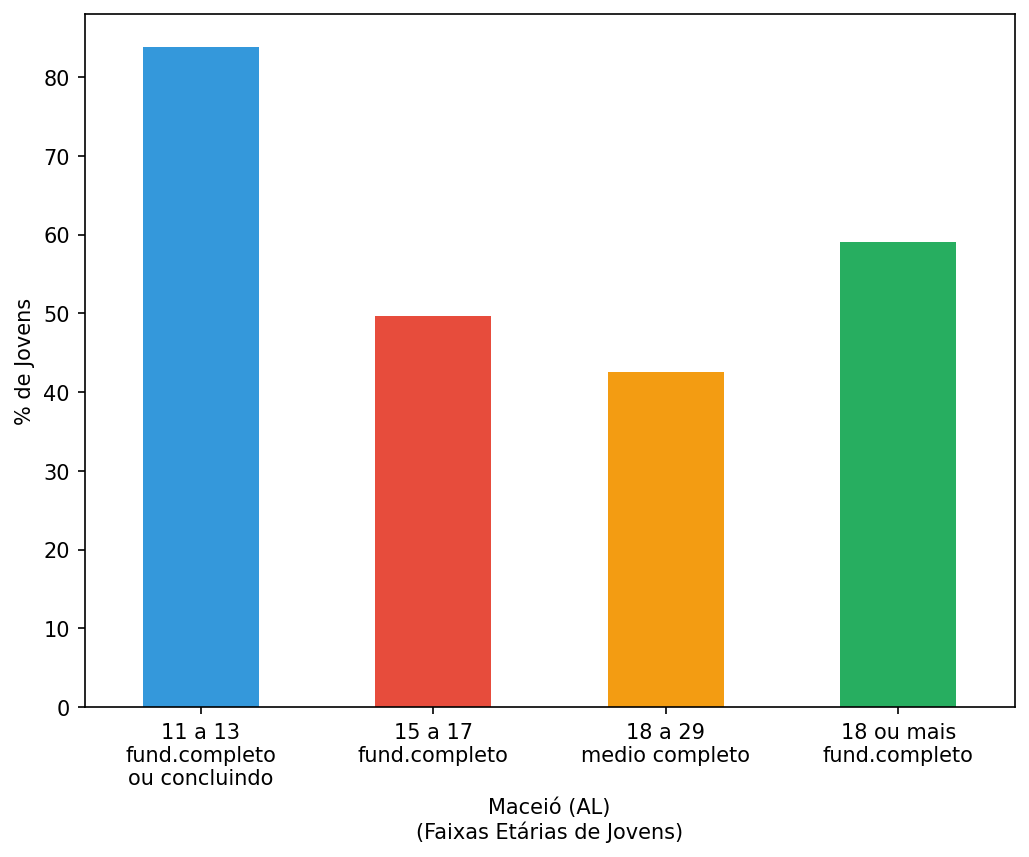 % de Jovens
80
70
60
50
40
30
20
10
0
11 a 13
fund.completo
ou concluindo
15 a 17
fund.completo
18 a 29
medio completo
18 ou mais
fund.completo
Maceió (AL)
(Faixas Etárias de Jovens)